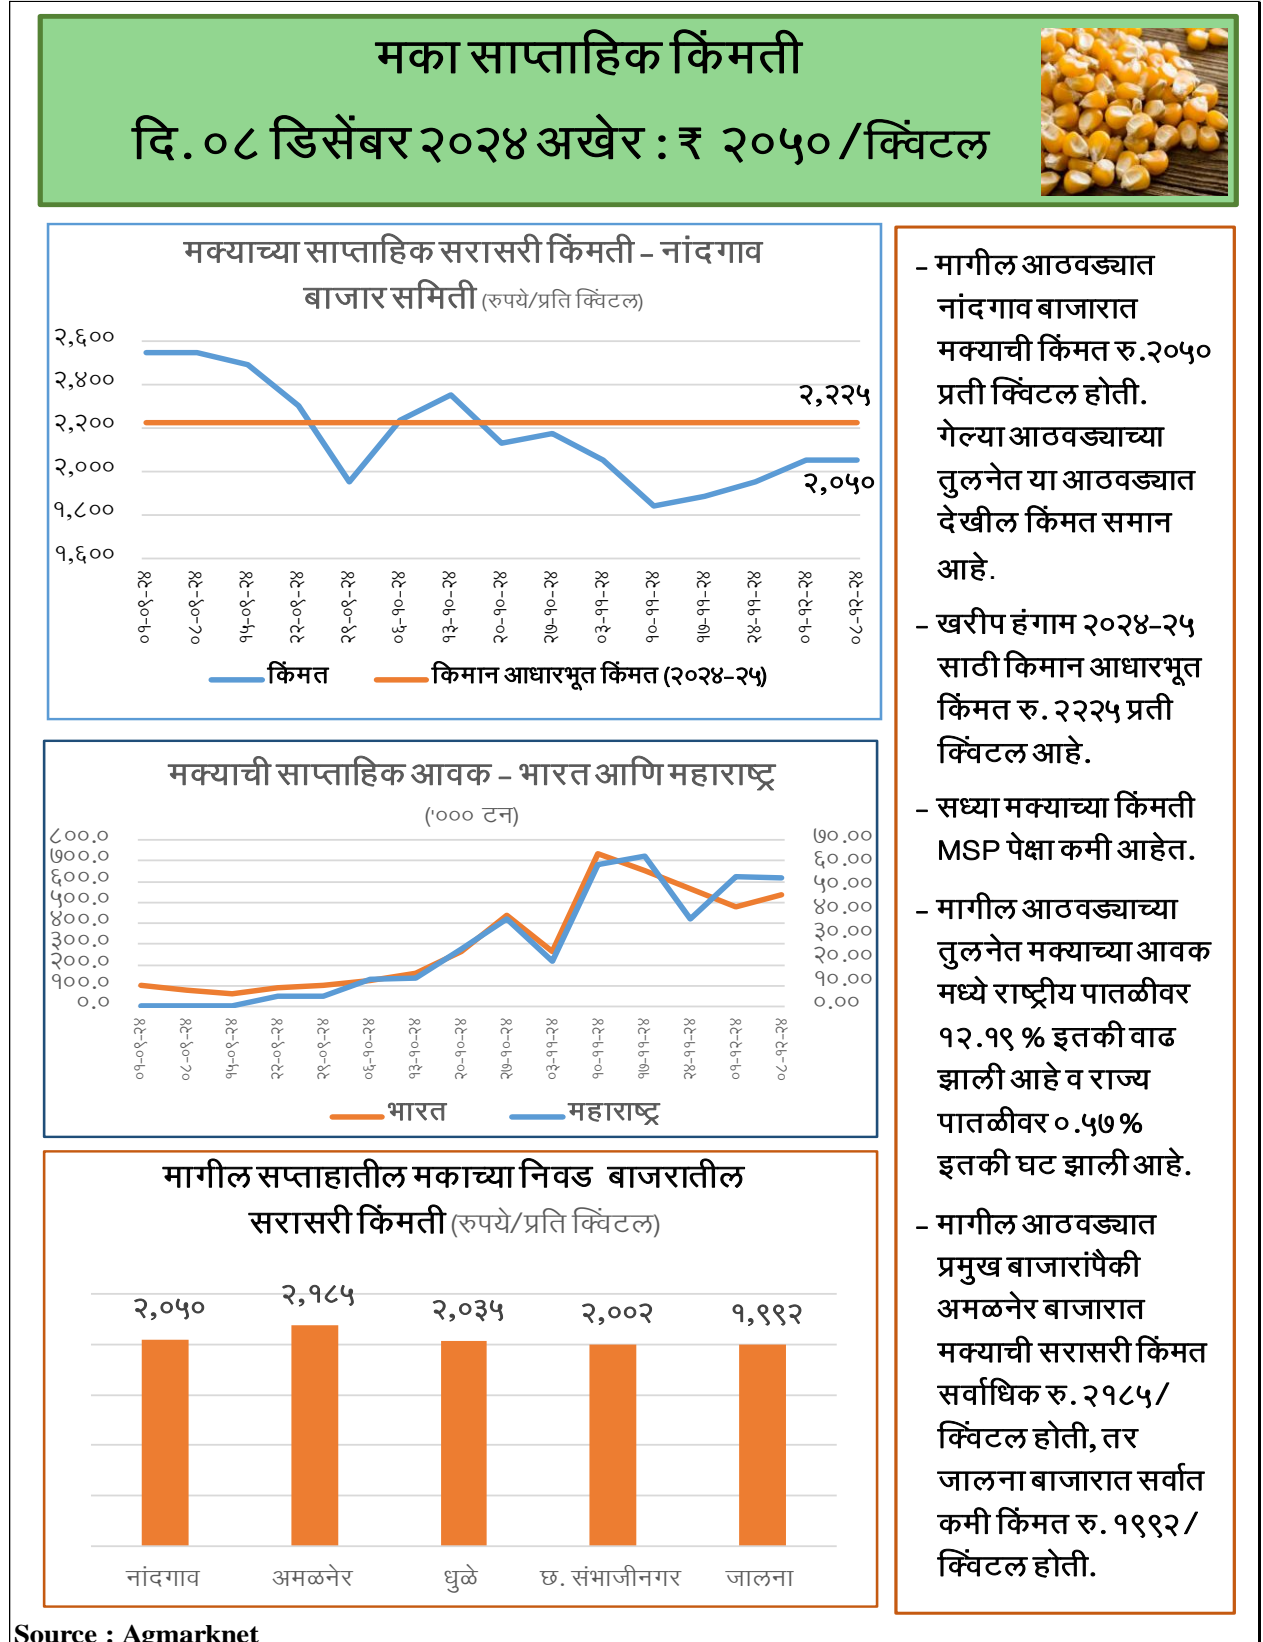 मका साप्ताहिक किंमती
दि. ०८ डिसेंबर २०२४ अखेर : ₹ २०५० / क्विंटल
मक्याच्या साप्ताहिक सरासरी किंमती – नांदगाव
बाजार समिती (रुपये/प्रति क्विंटल)
२,६००
२,४००
२,२००
२,०००
१,८००
१,६००
२,२२५
२,०५०
०१-०९-२४
०८-०९-२४
१५-०९-२४
२२-०९-२४
२९-०९-२४
०६-१०-२४
१३-१०-२४
२०-१०-२४
२७-१०-२४
०३-११-२४
१०-११-२४
१७-११-२४
२४-११-२४
०१-१२-२४
०८-१२-२४
किंमत
किमान आधारभूत किंमत (२०२४–२५)
मक्याची साप्ताहिक आवक – भारत आणि महाराष्ट्र
('००० टन)
८००.०
७००.०
६००.०
५००.०
४००.०
३००.०
२००.०
१००.०
०.०
७०.००
६०.००
५०.००
४०.००
३०.००
२०.००
१०.००
०.००
०१-०९-२४
०८-०९-२४
१५-०९-२४
२२-०९-२४
२९-०९-२४
०६-१०-२४
१३-१०-२४
२०-१०-२४
२७-१०-२४
०३-११-२४
१०-११-२४
१७-११-२४
२४-११-२४
०१-१२-२४
०८-१२-२४
भारत
महाराष्ट्र
मागील सप्ताहातील मकाच्या निवड बाजरातील
सरासरी किंमती (रुपये/प्रति क्विंटल)
२,०५०
२,१८५
२,०३५
२,००२
१,९९२
नांदगाव
अमळनेर
धुळे
छ. संभाजीनगर
जालना
– मागील आठवड्यात
नांदगाव बाजारात
मक्याची किंमत रु.२०५०
प्रती क्विंटल होती.
गेल्या आठवड्याच्या
तुलनेत या आठवड्यात
देखील किंमत समान
आहे.
– खरीप हंगाम २०२४–२५
साठी किमान आधारभूत
किंमत रु. २२२५ प्रती
क्विंटल आहे.
– सध्या मक्याच्या किंमती
MSP पेक्षा कमी आहेत.
– मागील आठवड्याच्या
तुलनेत मक्याच्या आवक
मध्ये राष्ट्रीय पातळीवर
१२.१९ % इतकी वाढ
झाली आहे व राज्य
पातळीवर ०.५७ %
इतकी घट झाली आहे.
– मागील आठवड्यात
प्रमुख बाजारांपैकी
अमळनेर बाजारात
मक्याची सरासरी किंमत
सर्वाधिक रु. २१८५/
क्विंटल होती, तर
जालना बाजारात सर्वात
कमी किंमत रु. १९९२/
क्विंटल होती.
Source : Agmarknet